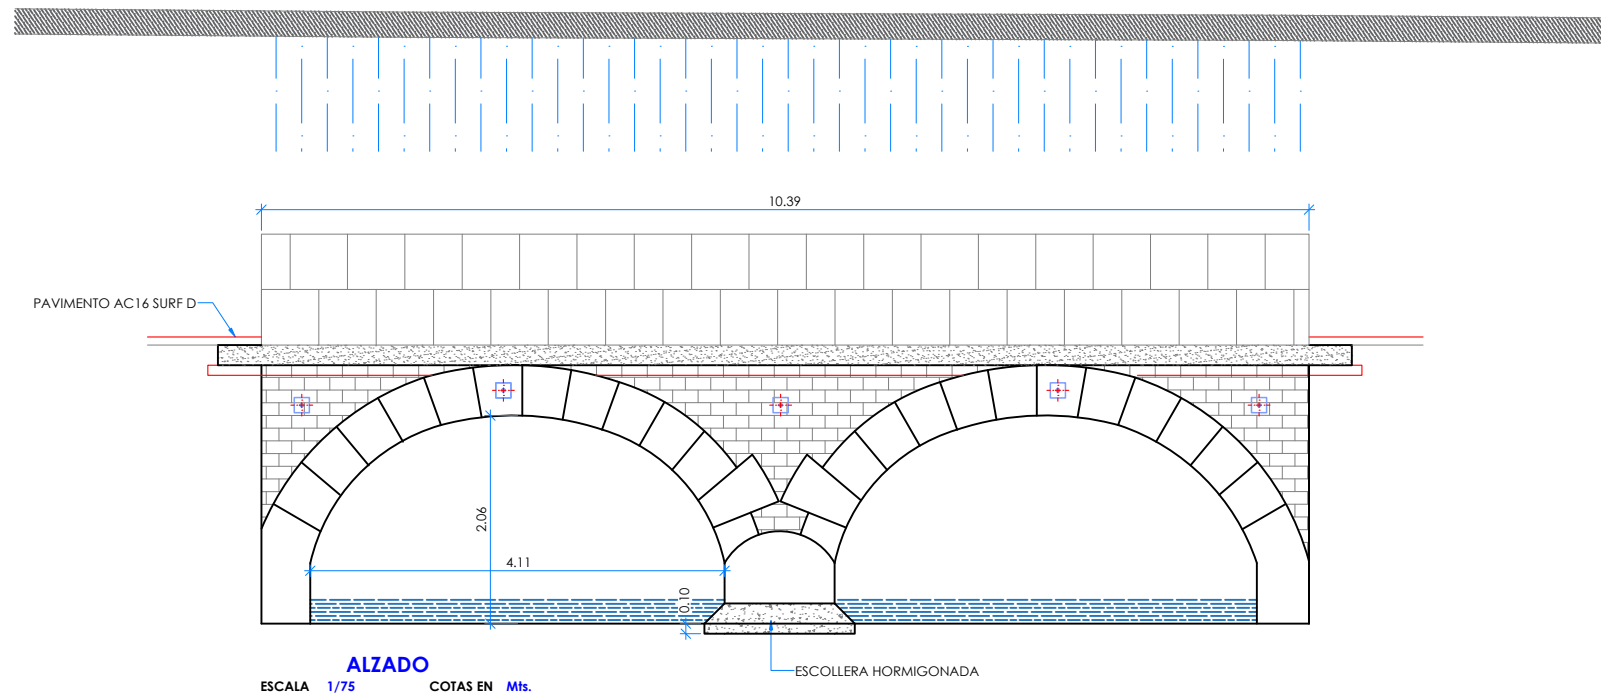 10.39
PAVIMENTO AC16 SURF D
2.06
4.11
0.10
ESCOLLERA HORMIGONADA
ALZADO
ESCALA 1/75 COTAS EN Mts.